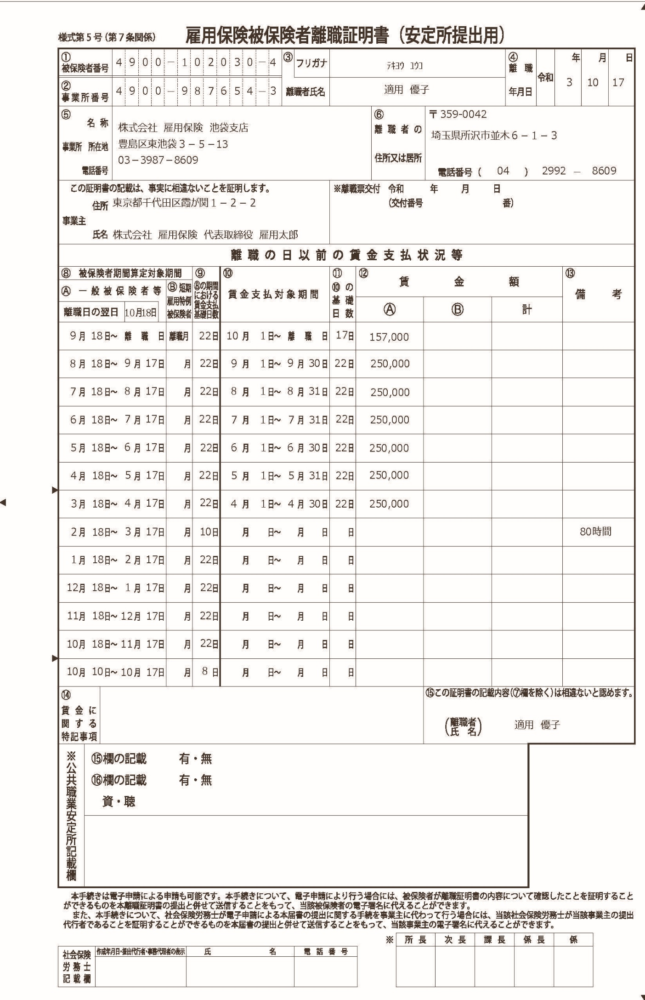 様式第5号(第7条関係) 雇用保険被保険者離職証明書(安定所提出用)
① 被保険者番号 4900-102030-4 ③ フリガナ ﾃｷﾖｳ ﾕｳｺ ④ 離職年月日 令和 3年 10月 17日
② 事業所番号 4900-987654-3 離職者氏名 適用 優子
⑤ 名称 株式会社 雇用保険 池袋支店
事業所 所在地 豊島区東池袋3-5-13
電話番号 03-3987-8609
⑥ 離職者の住所又は居所 〒359-0042
埼玉県所沢市並木6-1-3
電話番号( 04 ) 2992 - 8609
この証明書の記載は、事実に相違ないことを証明します。
住所 東京都千代田区霞が関1-2-2
事業主
氏名 株式会社 雇用保険 代表取締役 雇用太郎
※離職票交付 令和 年 月 日
(交付番号 番)
離職の日以前の賃金支払状況等
⑧ 被保険者期間算定対象期間
Ⓐ 一般被保険者等
離職日の翌日 10月18日
Ⓑ 短期雇用特例被保険者
⑨ ⑧の期間における賃金支払基礎日数
⑩ 賃金支払対象期間
⑪ ⑩の基礎日数
⑫ 賃金額
Ⓐ Ⓑ 計
⑬ 備考
9月 18日~ 離職日 離職月 22日 10月 1日~ 離職日 17日 157,000
8月 18日~ 9月 17日 月 22日 9月 1日~ 9月 30日 22日 250,000
7月 18日~ 8月 17日 月 22日 8月 1日~ 8月 31日 22日 250,000
6月 18日~ 7月 17日 月 22日 7月 1日~ 7月 31日 22日 250,000
5月 18日~ 6月 17日 月 22日 6月 1日~ 6月 30日 22日 250,000
4月 18日~ 5月 17日 月 22日 5月 1日~ 5月 31日 22日 250,000
3月 18日~ 4月 17日 月 22日 4月 1日~ 4月 30日 22日 250,000
2月 18日~ 3月 17日 月 10日 月 日~ 月 日 日 80時間
1月 18日~ 2月 17日 月 22日 月 日~ 月 日 日
12月 18日~ 1月 17日 月 22日 月 日~ 月 日 日
11月 18日~ 12月 17日 月 22日 月 日~ 月 日 日
10月 18日~ 11月 17日 月 22日 月 日~ 月 日 日
10月 10日~ 10月 17日 月 8日 月 日~ 月 日 日
⑭ 賃金に関する特記事項
⑮この証明書の記載内容(⑦欄を除く)は相違ないと認めます。
(離職者氏名) 適用 優子
※公共職業安定所記載欄
⑮欄の記載 有・無
⑯欄の記載 有・無
資・聴
本手続きは電子申請による申請も可能です。本手続きについて、電子申請により行う場合には、被保険者が離職証明書の内容について確認したことを証明すること
ができるものを本離職証明書の提出と併せて送信することをもって、当該被保険者の電子署名に代えることができます。
また、本手続きについて、社会保険労務士が電子申請による本届書の提出に関する手続を事業主に代わって行う場合には、当該社会保険労務士が当該事業主の提出
代行者であることを証明することができるものを本届書の提出と併せて送信することをもって、当該事業主の電子署名に代えることができます。
※ 所長 次長 課長 係長 係
社会保険労務士記載欄 作成年月日・提出代行者・事務代理者の表示 氏名 電話番号